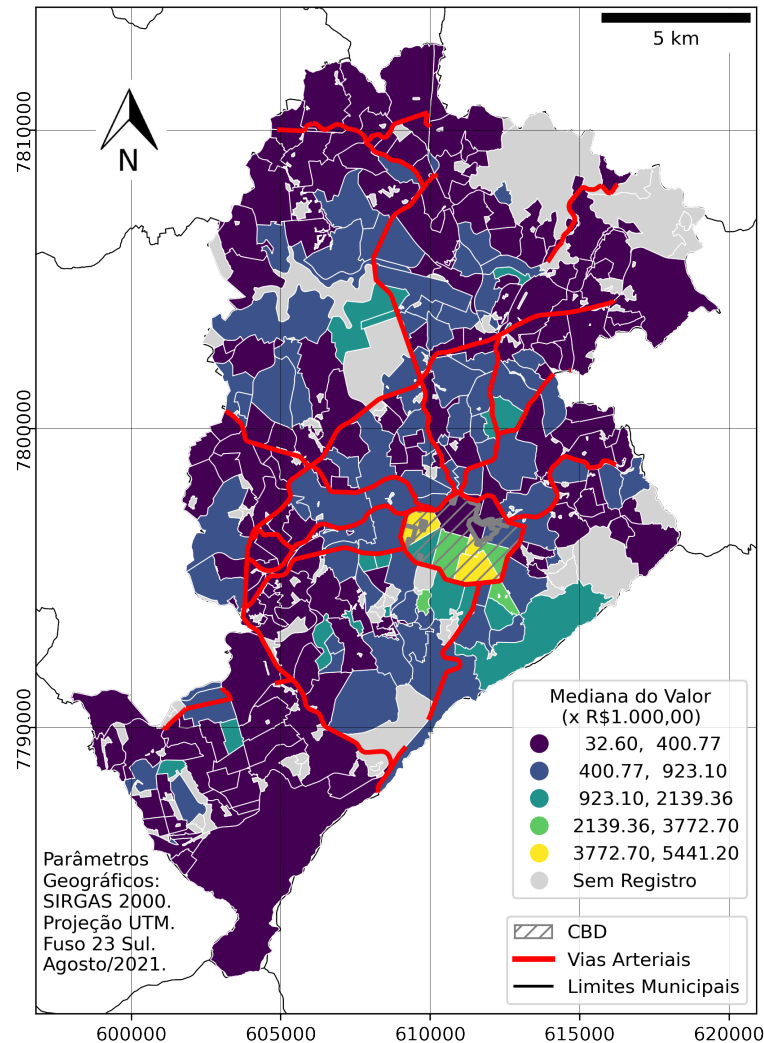 5 km
N
7810000
7800000
7790000
Mediana do Valor
(x R$1.000,00)
32.60,  400.77
400.77,  923.10
923.10, 2139.36
2139.36, 3772.70
3772.70, 5441.20
Sem Registro
Parâmetros
Geográficos:
SIRGAS 2000.
Projeção UTM.
Fuso 23 Sul.
Agosto/2021.
CBD
Vias Arteriais
Limites Municipais
600000 605000 610000 615000 620000